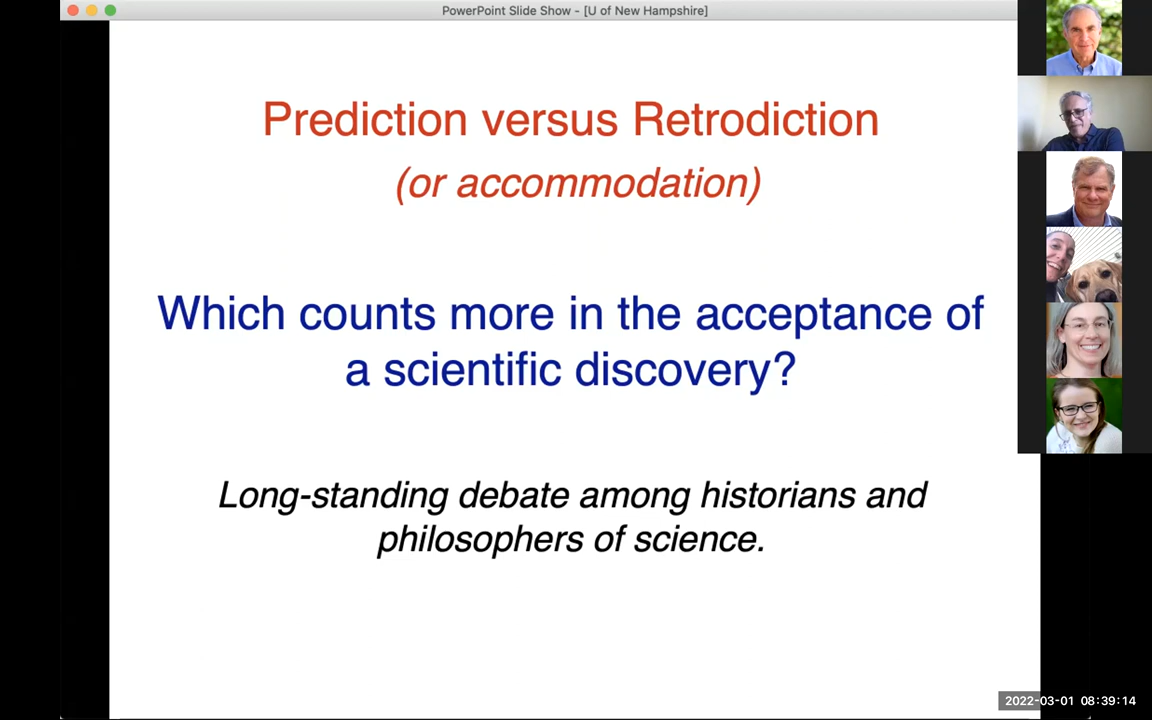 PowerPoint Slide Show - [U of New Hampshire]
Prediction versus Retrodiction
(or accommodation)
Which counts more in the acceptance of
a scientific discovery?
Long-standing debate among historians and
philosophers of science.
2022-03-01 08:39:14